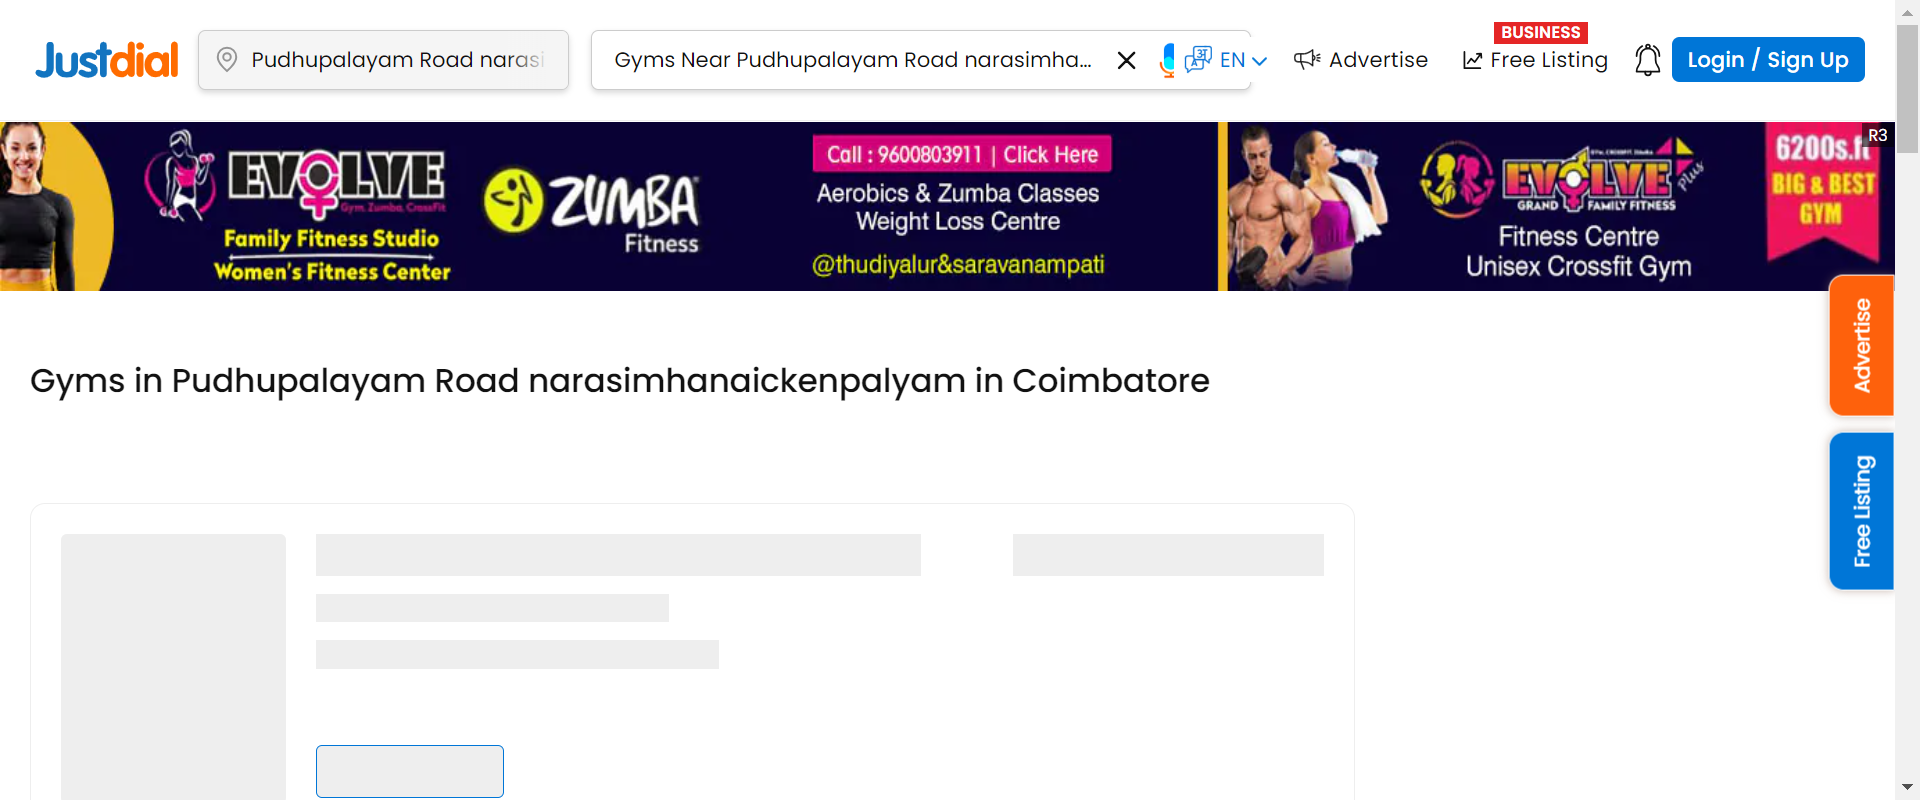 Justdial
Pudhupalayam Road narasi
Gyms Near Pudhupalayam Road narasimha...
EN
Advertise
BUSINESS
Free Listing
Login / Sign Up
EVOLVE
Gym, Zumba, CrossFit
Family Fitness Studio
Women's Fitness Center
ZUMBA
Fitness
Call : 9600803911 | Click Here
Aerobics & Zumba Classes
Weight Loss Centre
@thudiyalur&saravanampati
EVOLVE Plus
GRAND FAMILY FITNESS
Fitness Centre
Unisex Crossfit Gym
6200s.ft
BIG & BEST
GYM
R3
Advertise
Free Listing
Gyms in Pudhupalayam Road narasimhanaickenpalyam in Coimbatore